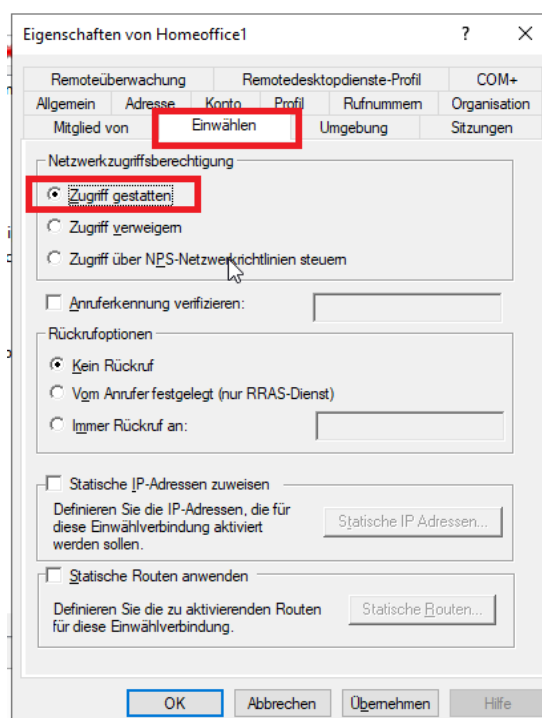 Eigenschaften von Homeoffice1 ?
Remoteüberwachung Remotedesktopdienste-Profil COM+
Allgemein Adresse Konto Profil Rufnummern Organisation
Mitglied von Einwählen Umgebung Sitzungen
Netzwerkzugriffsberechtigung
Zugriff gestatten
Zugriff verweigern
Zugriff über NPS-Netzwerkrichtlinien steuern
Anruferkennung verifizieren:
Rückrufoptionen
Kein Rückruf
Vom Anrufer festgelegt (nur RRAS-Dienst)
Immer Rückruf an:
Statische IP-Adressen zuweisen
Definieren Sie die IP-Adressen, die für
diese Einwählverbindung aktiviert
werden sollen.
Statische IP Adressen...
Statische Routen anwenden
Definieren Sie die zu aktivierenden Routen
für diese Einwählverbindung.
Statische Routen...
OK Abbrechen Übernehmen Hilfe